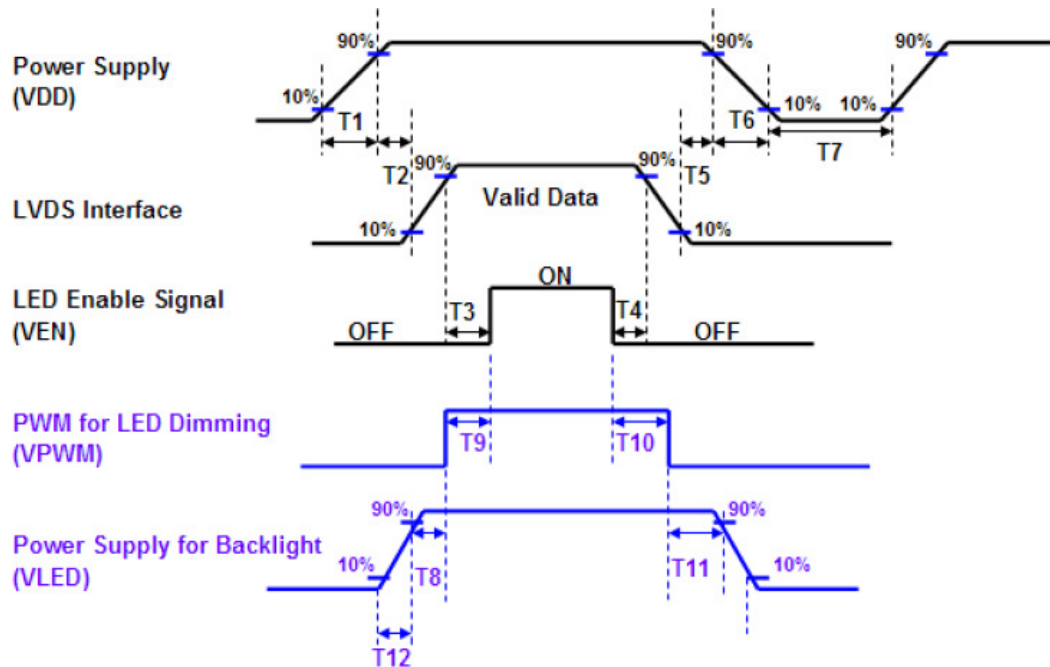 90% 90% 90%
Power Supply
(VDD)
10% 10% 10%
T1 T6
T7
T2 T5
90% 90%
Valid Data
LVDS Interface
10% 10%
ON
LED Enable Signal
(VEN)
T3 T4
OFF OFF
PWM for LED Dimming
(VPWM)
T9 T10
90% 90%
Power Supply for Backlight
(VLED)
10% 10%
T8 T11
T12